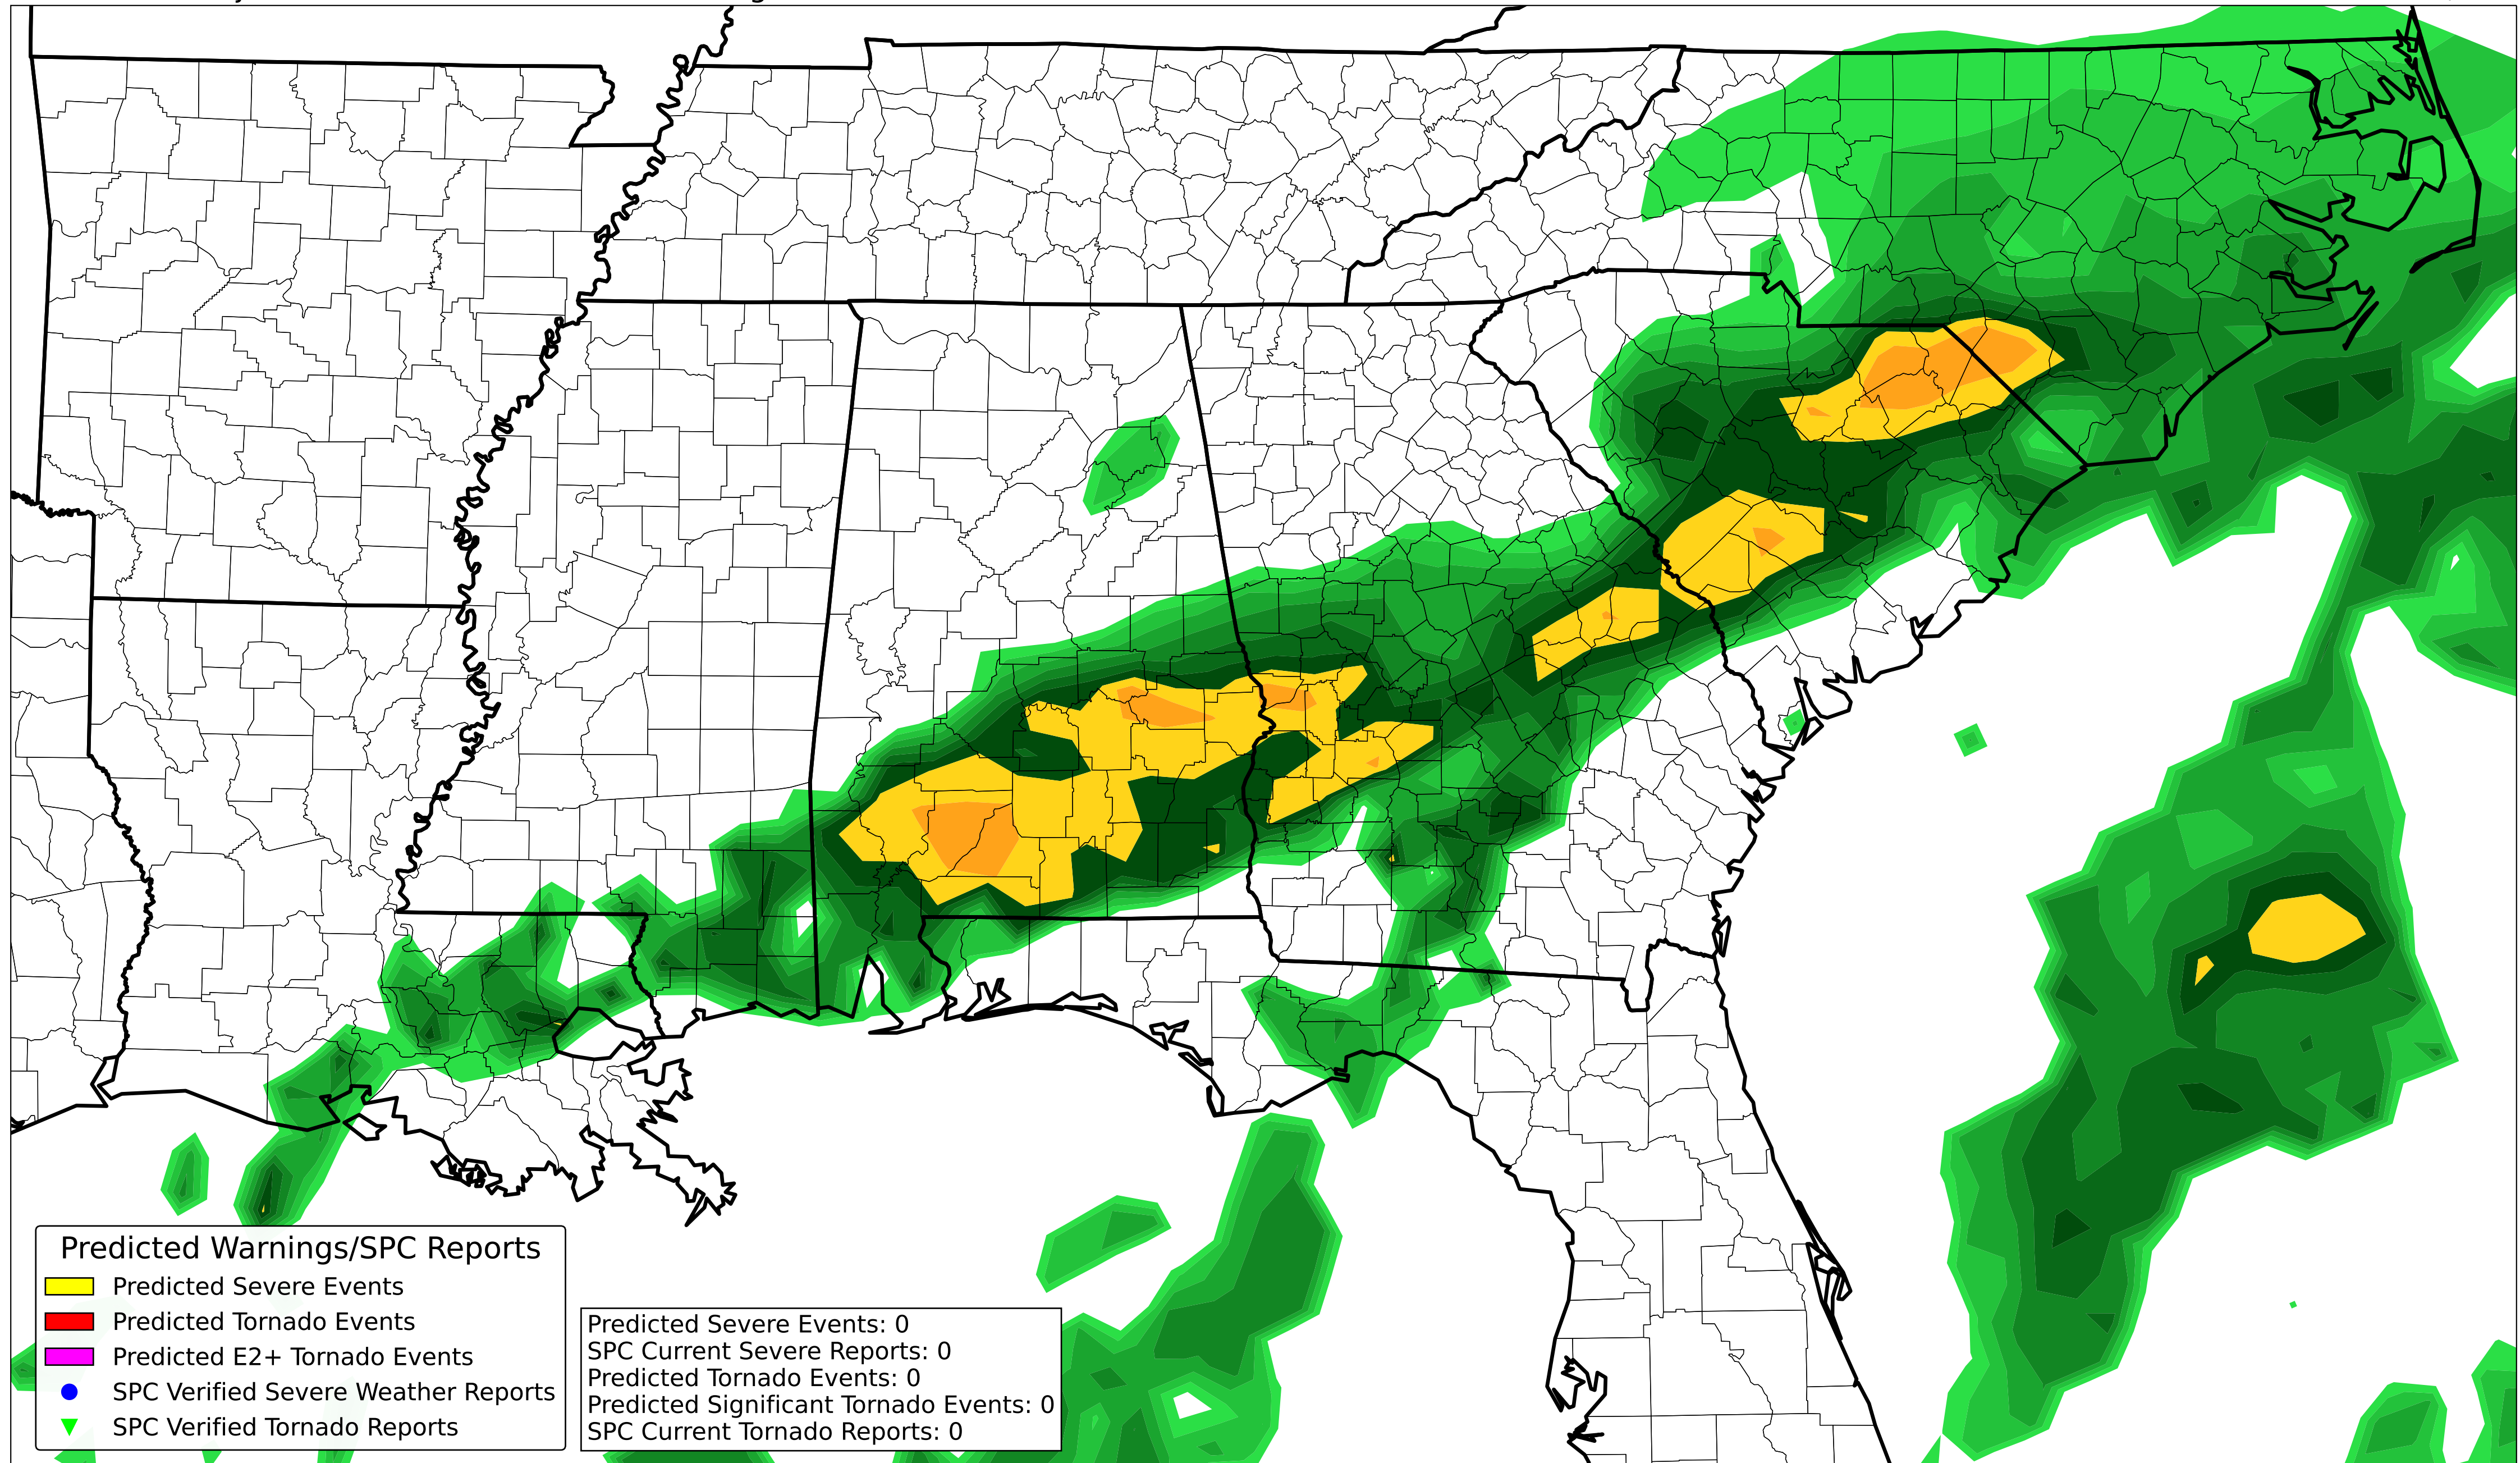 Predicted Warnings/SPC Reports
Predicted Severe Events
Predicted Tornado Events
Predicted E2+ Tornado Events
SPC Verified Severe Weather Reports
SPC Verified Tornado Reports
Predicted Severe Events: 0
SPC Current Severe Reports: 0
Predicted Tornado Events: 0
Predicted Significant Tornado Events: 0
SPC Current Tornado Reports: 0